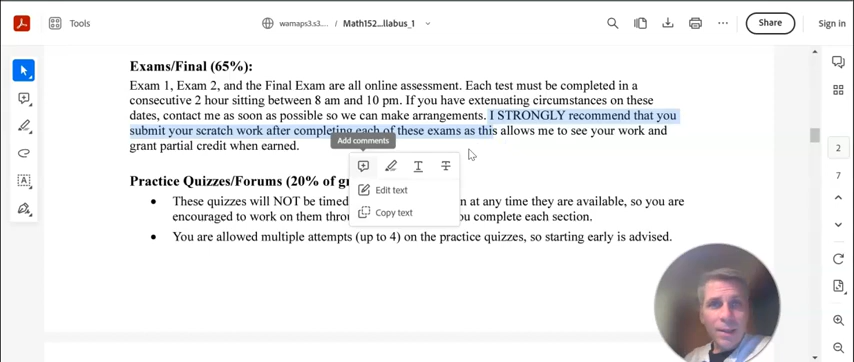 Tools
wamaps3.s3... / Math152...llabus_1
Share
Sign in
Exams/Final (65%):
Exam 1, Exam 2, and the Final Exam are all online assessment. Each test must be completed in a
consecutive 2 hour sitting between 8 am and 10 pm. If you have extenuating circumstances on these
dates, contact me as soon as possible so we can make arrangements. I STRONGLY recommend that you
submit your scratch work after completing each of these exams as this allows me to see your work and
grant partial credit when earned.
Add comments
Edit text
Copy text
Practice Quizzes/Forums (20% of g
• These quizzes will NOT be timed at any time they are available, so you are
encouraged to work on them thro ou complete each section.
• You are allowed multiple attempts (up to 4) on the practice quizzes, so starting early is advised.
2
7